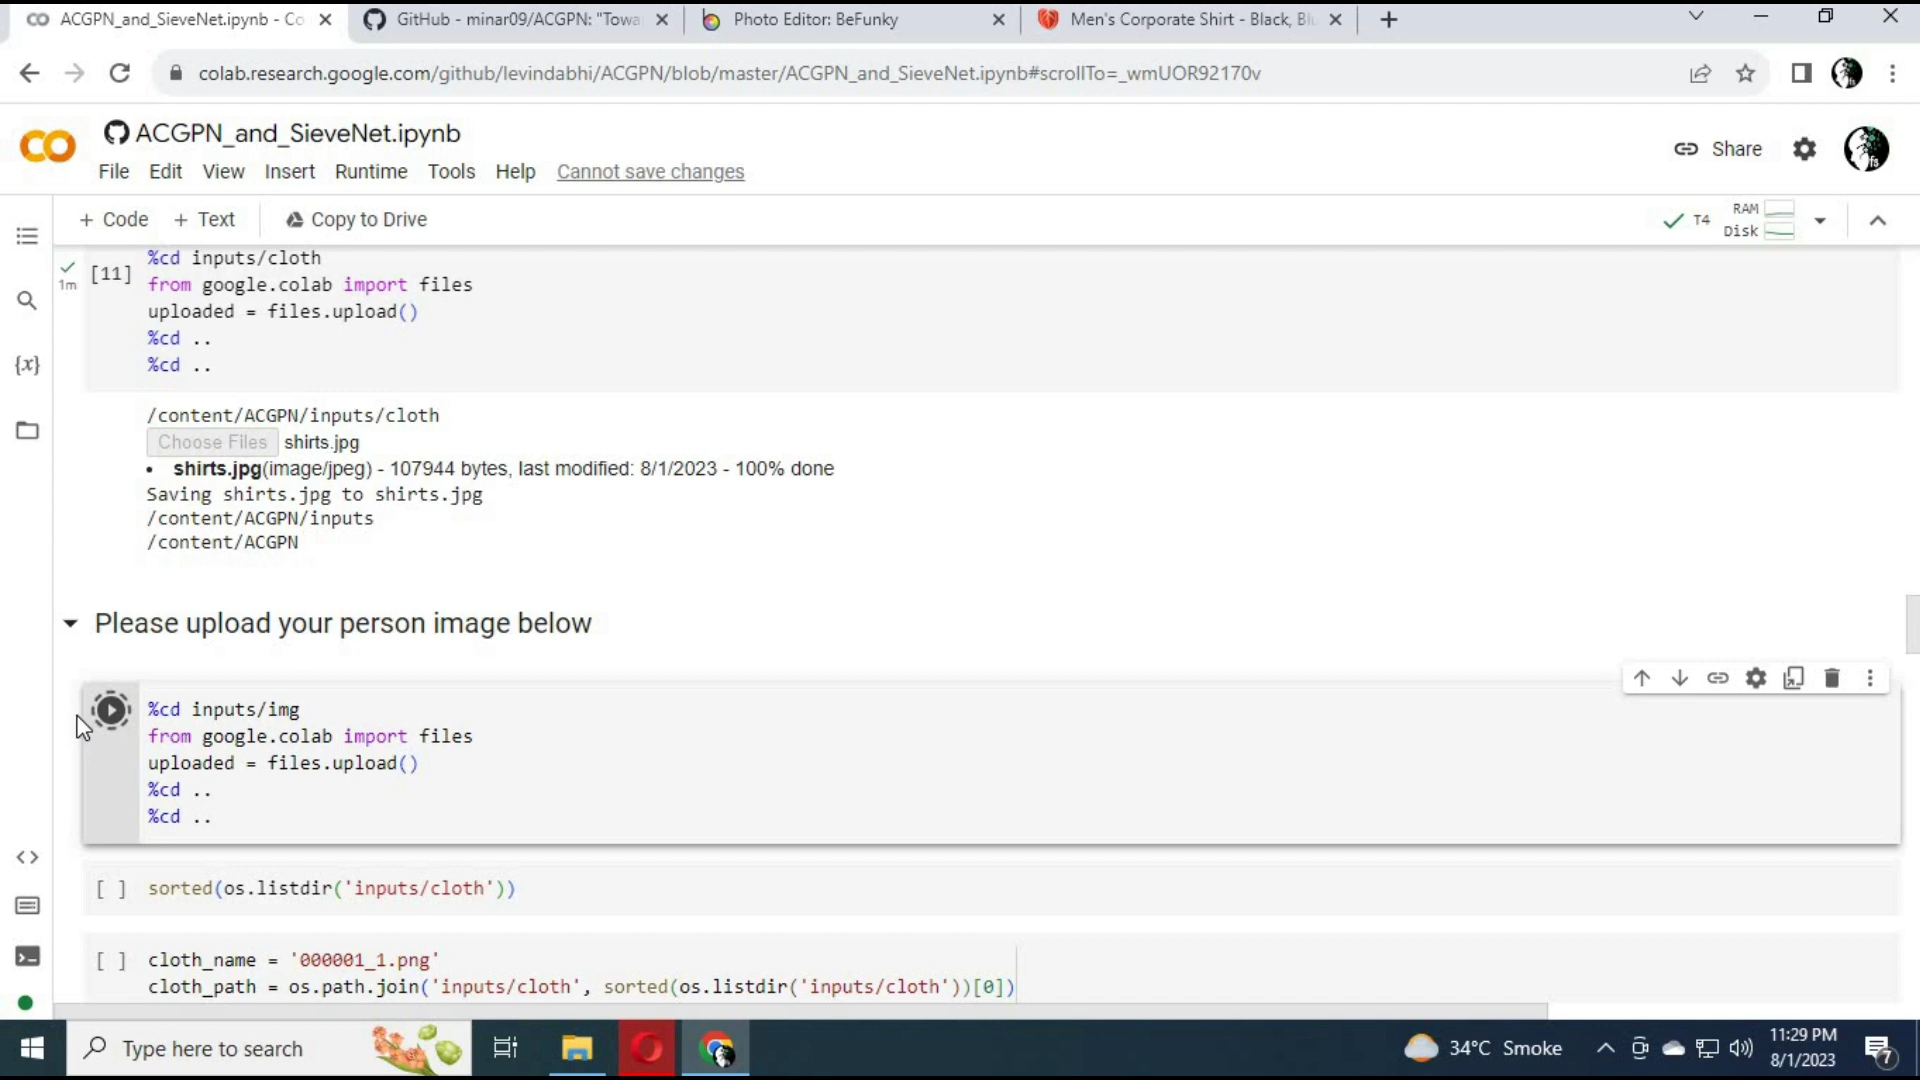 ACGPN_and_SieveNet.ipynb - Co
GitHub - minar09/ACGPN: "Towa
Photo Editor: BeFunky
Men's Corporate Shirt - Black, Bl
colab.research.google.com/github/levindabhi/ACGPN/blob/master/ACGPN_and_SieveNet.ipynb#scrollTo=_wmUOR92170v
CO
ACGPN_and_SieveNet.ipynb
File Edit View Insert Runtime Tools Help Cannot save changes
Share
+ Code + Text Copy to Drive
T4 RAM
Disk
[11]
1m
%cd inputs/cloth
from google.colab import files
uploaded = files.upload()
%cd ..
%cd ..
/content/ACGPN/inputs/cloth
Choose Files shirts.jpg
• shirts.jpg(image/jpeg) - 107944 bytes, last modified: 8/1/2023 - 100% done
Saving shirts.jpg to shirts.jpg
/content/ACGPN/inputs
/content/ACGPN
{x}
Please upload your person image below
%cd inputs/img
from google.colab import files
uploaded = files.upload()
%cd ..
%cd ..
[ ] sorted(os.listdir('inputs/cloth'))
[ ] cloth_name = '000001_1.png'
cloth_path = os.path.join('inputs/cloth', sorted(os.listdir('inputs/cloth'))[0])
Type here to search
34°C Smoke
11:29 PM
8/1/2023
7